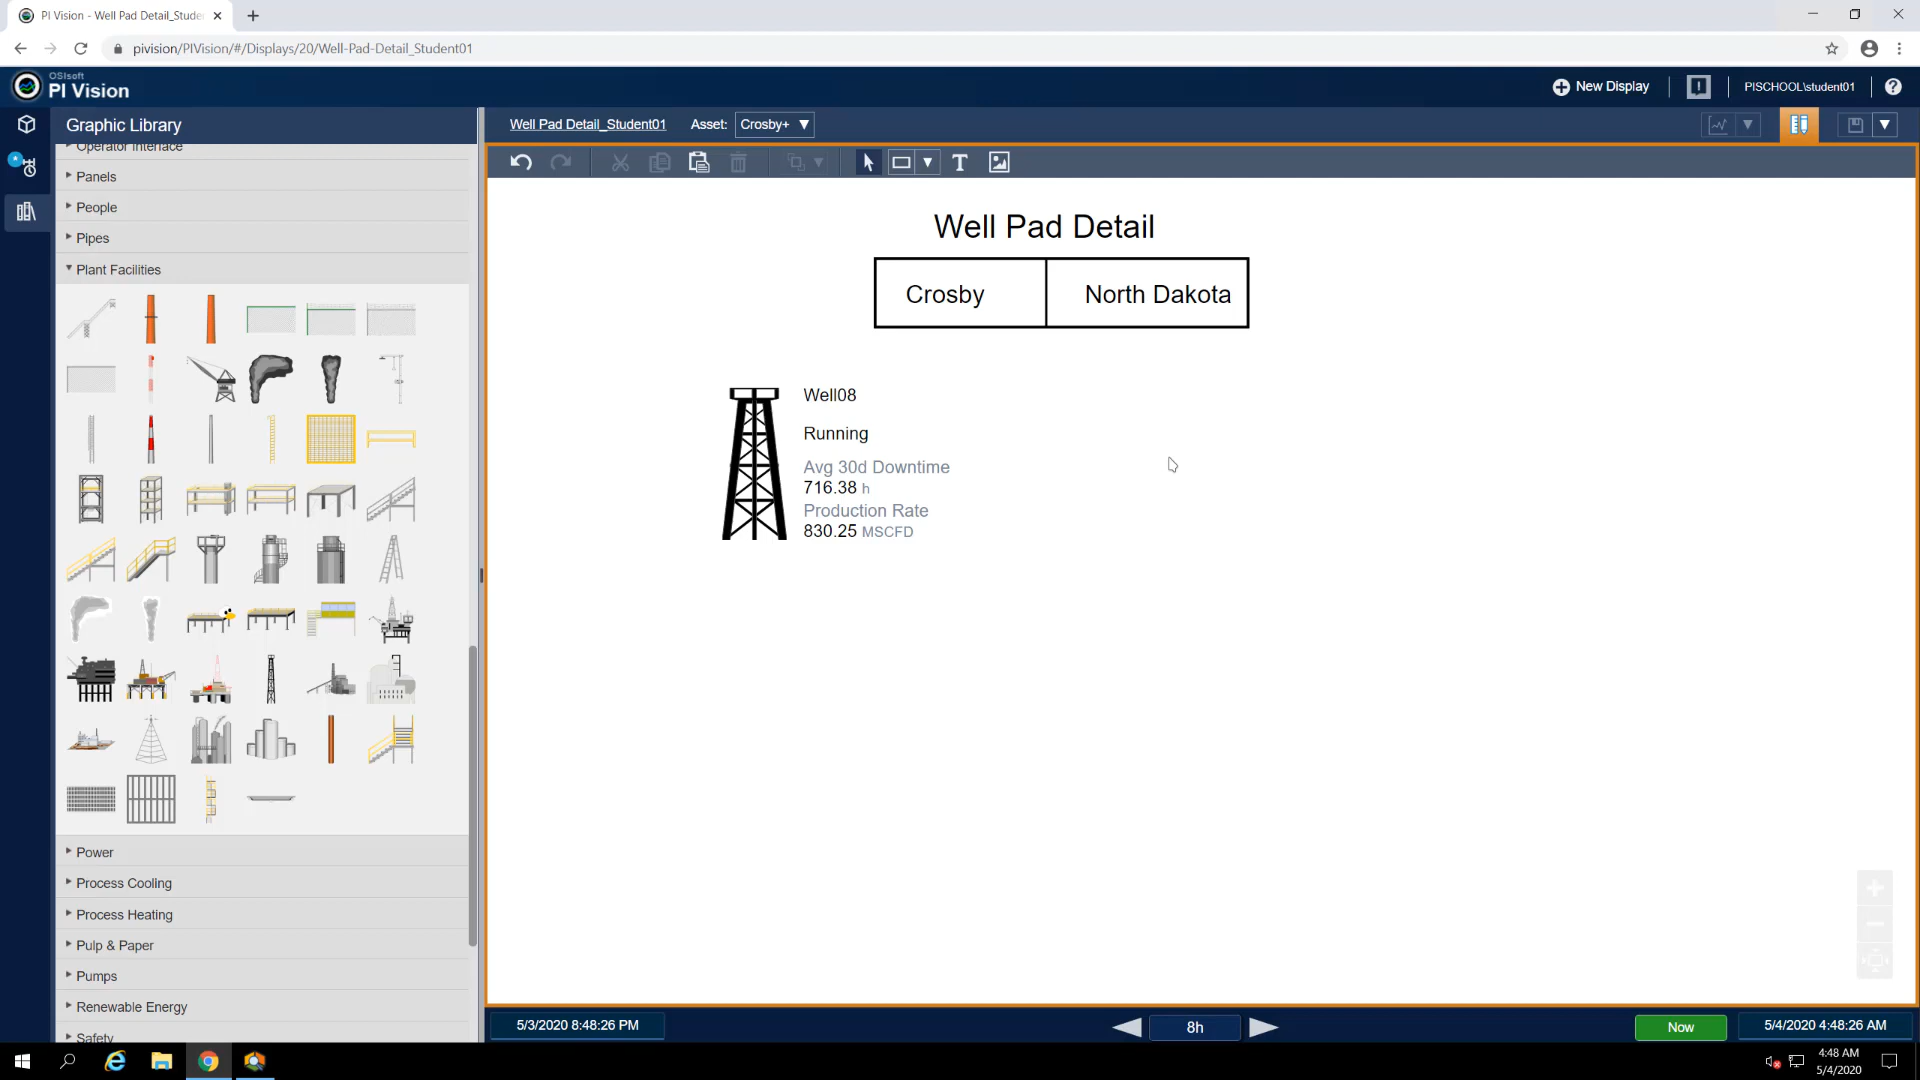 PI Vision - Well Pad Detail_Stude
pivision/PIVision/#/Displays/20/Well-Pad-Detail_Student01
OSIsoft
PI Vision
New Display
PISCHOOL\student01
Graphic Library
Well Pad Detail_Student01
Asset:
Crosby+
Operator Interface
Panels
People
Pipes
Plant Facilities
Power
Process Cooling
Process Heating
Pulp & Paper
Pumps
Renewable Energy
Safety
T
Well Pad Detail
Crosby
North Dakota
Well08
Running
Avg 30d Downtime
716.38 h
Production Rate
830.25 MSCFD
5/3/2020 8:48:26 PM
8h
Now
5/4/2020 4:48:26 AM
4:48 AM
5/4/2020